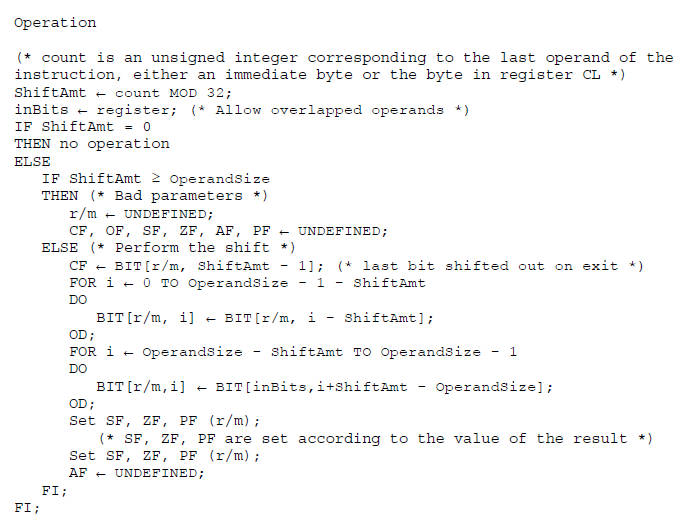 Operation
(* count is an unsigned integer corresponding to the last operand of the
instruction, either an immediate byte or the byte in register CL *)
ShiftAmt ← count MOD 32;
inBits ← register; (* Allow overlapped operands *)
IF ShiftAmt = 0
THEN no operation
ELSE
IF ShiftAmt ≥ OperandSize
THEN (* Bad parameters *)
r/m ← UNDEFINED;
CF, OF, SF, ZF, AF, PF ← UNDEFINED;
ELSE (* Perform the shift *)
CF ← BIT[r/m, ShiftAmt - 1]; (* last bit shifted out on exit *)
FOR i ← 0 TO OperandSize - 1 - ShiftAmt
DO
BIT[r/m, i] ← BIT[r/m, i - ShiftAmt];
OD;
FOR i ← OperandSize - ShiftAmt TO OperandSize - 1
DO
BIT[r/m,i] ← BIT[inBits,i+ShiftAmt - OperandSize];
OD;
Set SF, ZF, PF (r/m);
(* SF, ZF, PF are set according to the value of the result *)
Set SF, ZF, PF (r/m);
AF ← UNDEFINED;
FI;
FI;